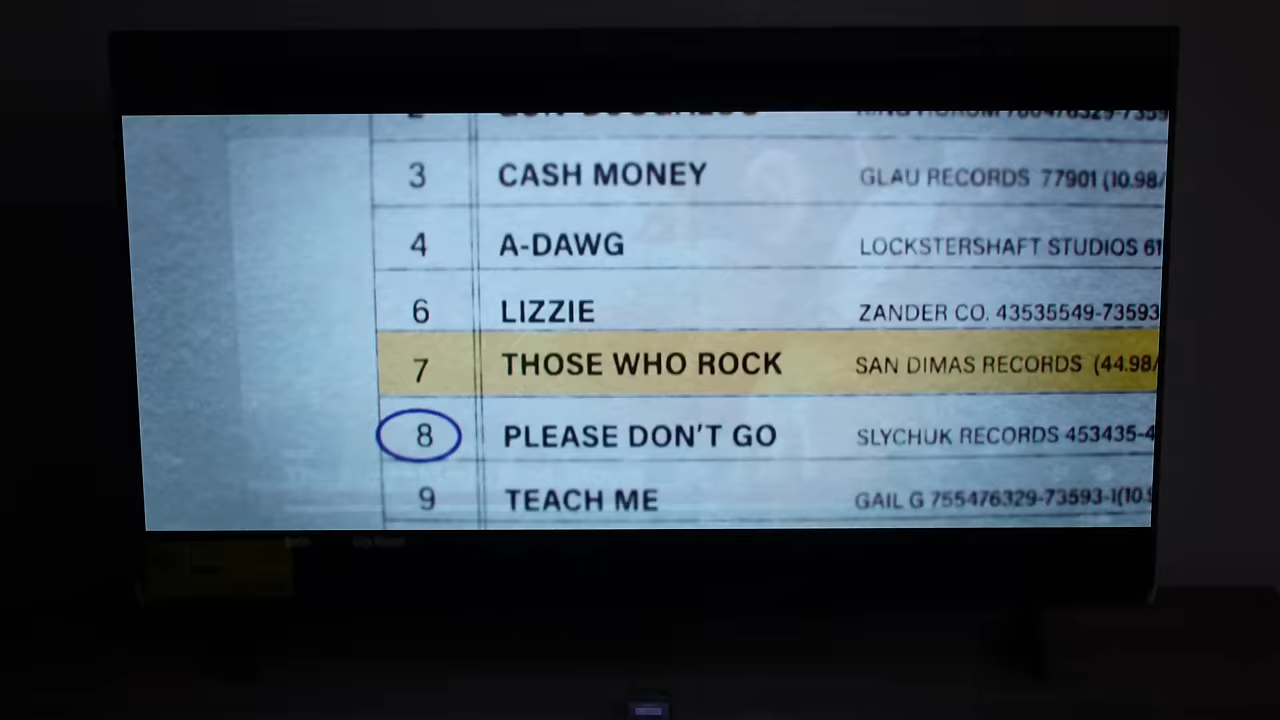 3 CASH MONEY GLAU RECORDS 77901 (10.98/
4 A-DAWG LOCKSTERSHAFT STUDIOS 61
6 LIZZIE ZANDER CO. 43535549-73593
7 THOSE WHO ROCK SAN DIMAS RECORDS (44.98/
8 PLEASE DON'T GO SLYCHUK RECORDS 453435-4
9 TEACH ME GAIL G 755476329-73593-1(10.9